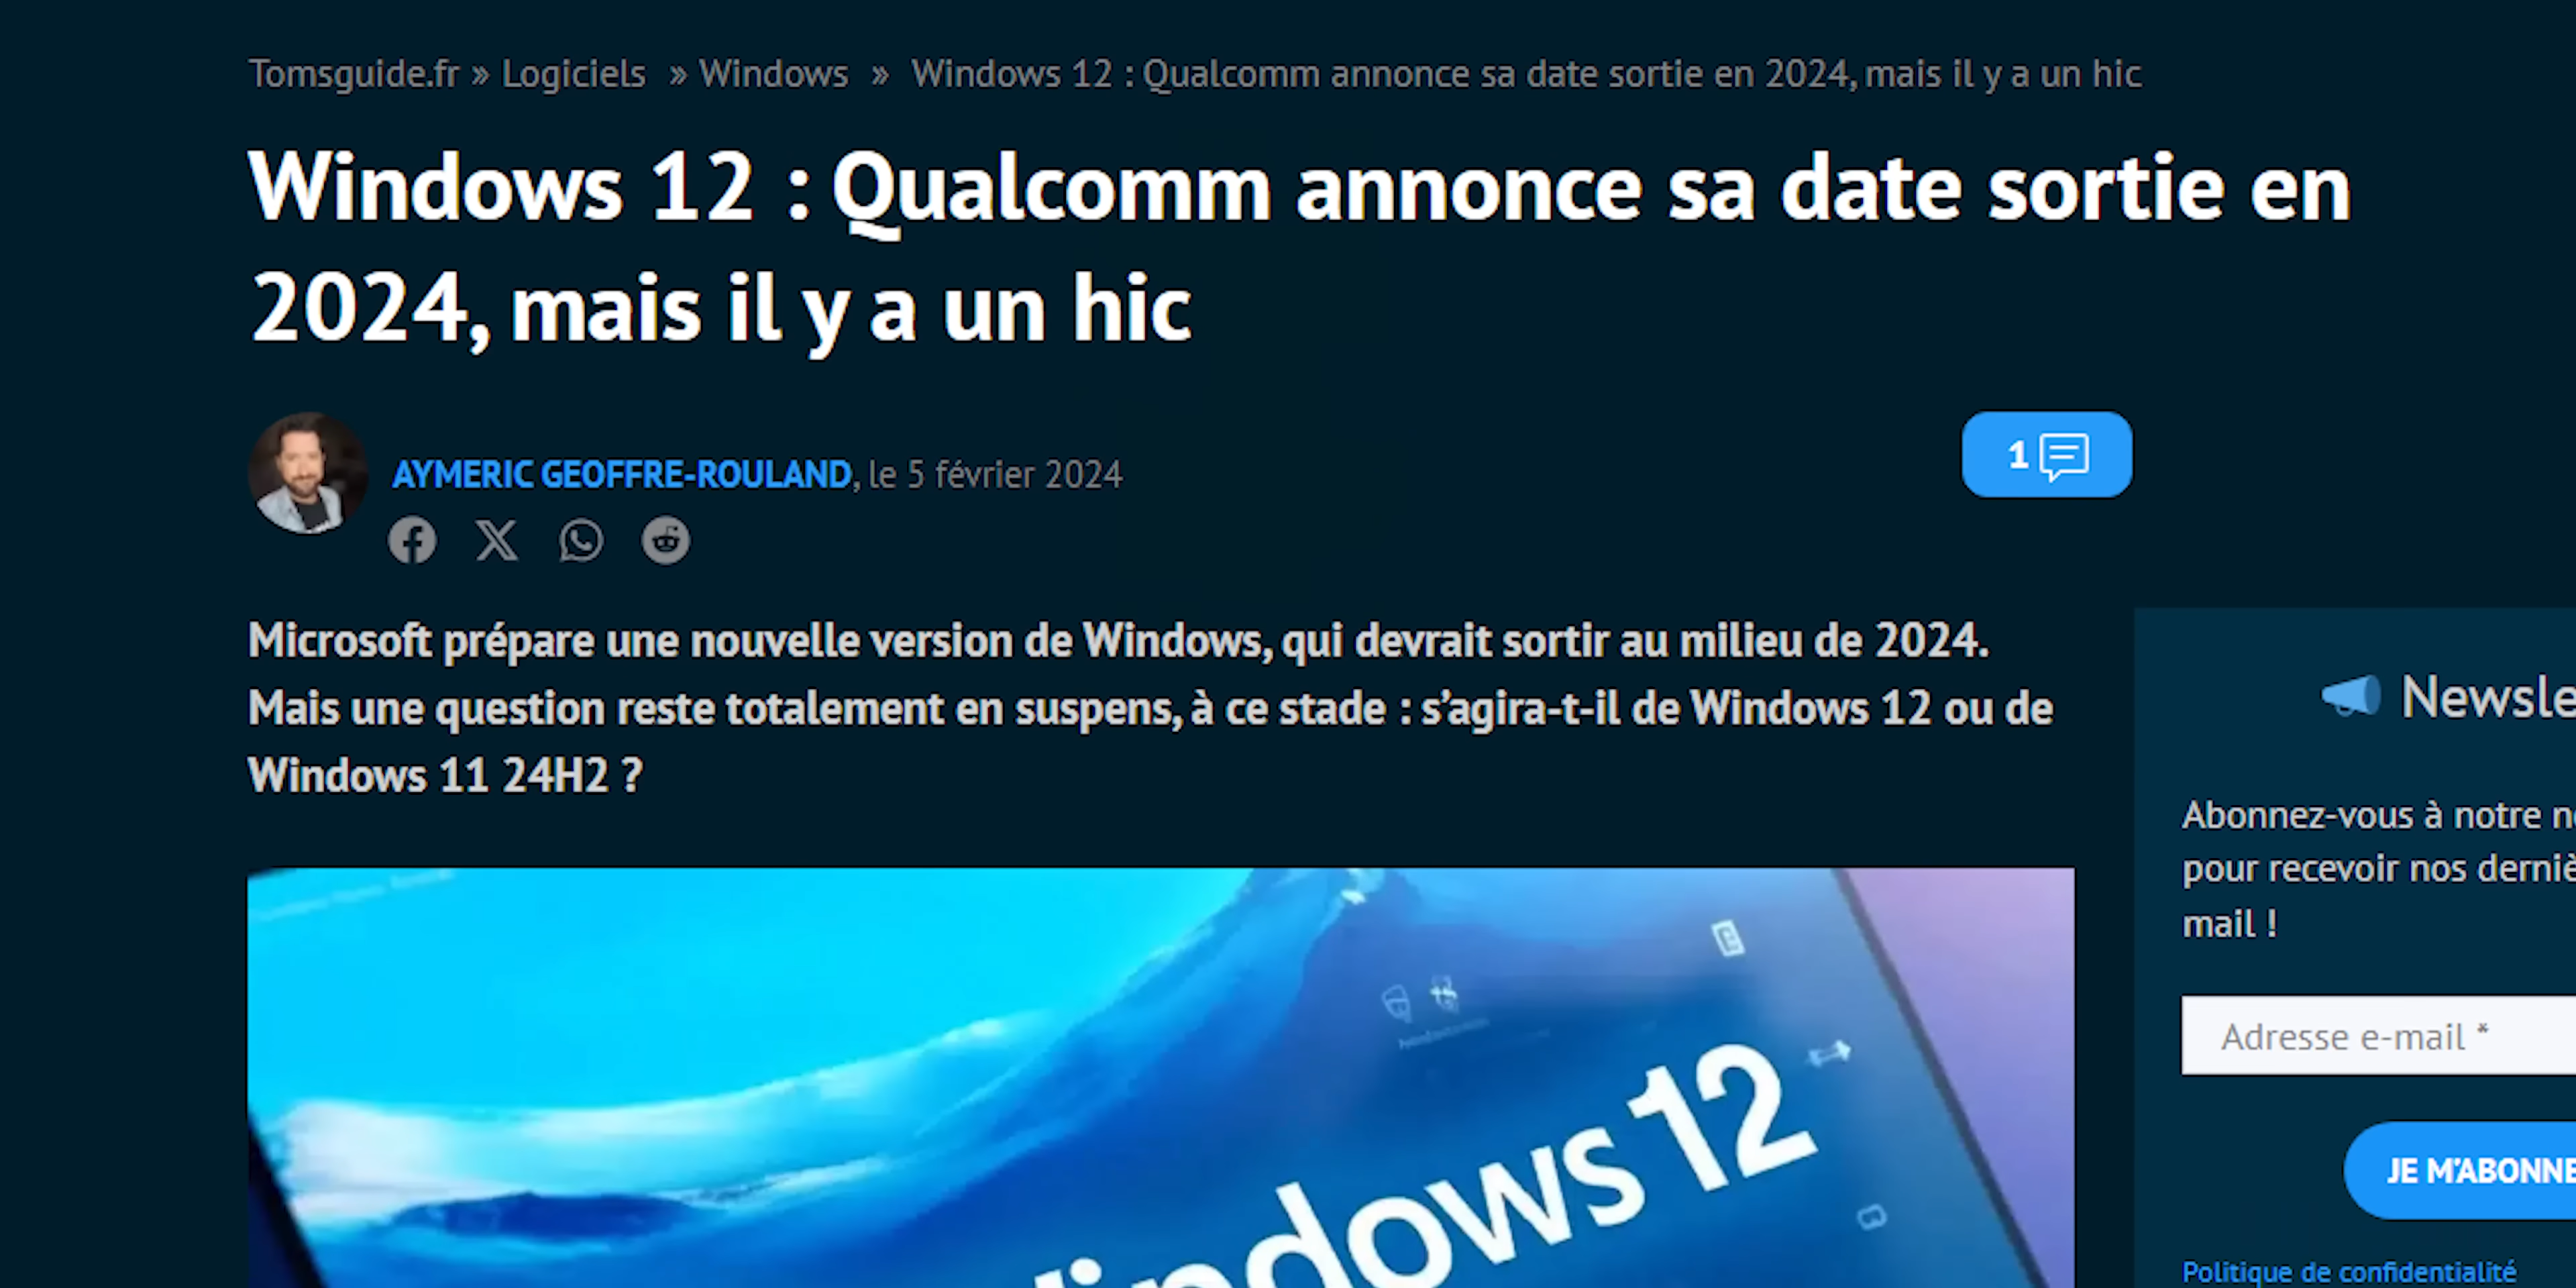 Tomsguide.fr » Logiciels » Windows » Windows 12 : Qualcomm annonce sa date sortie en 2024, mais il y a un hic
Windows 12 : Qualcomm annonce sa date sortie en
2024, mais il y a un hic
AYMERIC GEOFFRE-ROULAND, le 5 février 2024
1
Microsoft prépare une nouvelle version de Windows, qui devrait sortir au milieu de 2024.
Mais une question reste totalement en suspens, à ce stade : s’agira-t-il de Windows 12 ou de
Windows 11 24H2 ?
indows 12
Newsle
Abonnez-vous à notre n
pour recevoir nos derniè
mail !
Adresse e-mail *
JE M'ABONNE
Politique de confidentialité